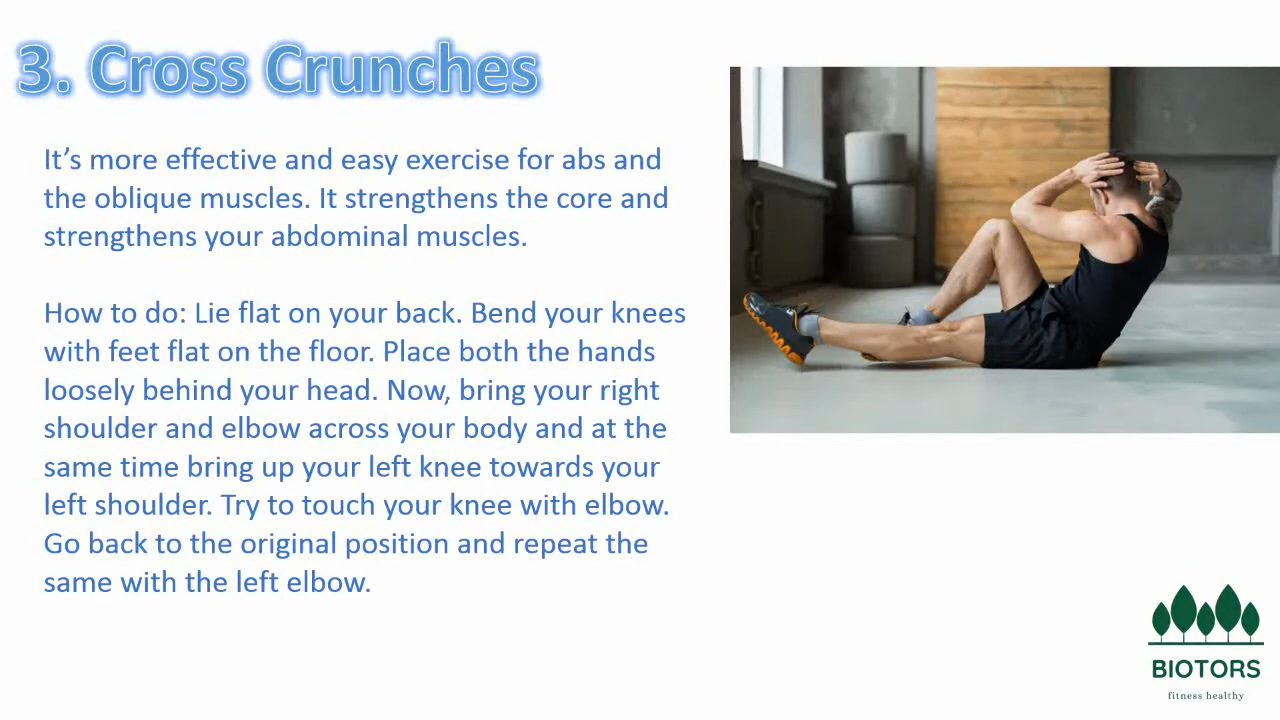 3. Cross Crunches
It’s more effective and easy exercise for abs and
the oblique muscles. It strengthens the core and
strengthens your abdominal muscles.
How to do: Lie flat on your back. Bend your knees
with feet flat on the floor. Place both the hands
loosely behind your head. Now, bring your right
shoulder and elbow across your body and at the
same time bring up your left knee towards your
left shoulder. Try to touch your knee with elbow.
Go back to the original position and repeat the
same with the left elbow.
BIOTORS
fitness healthy